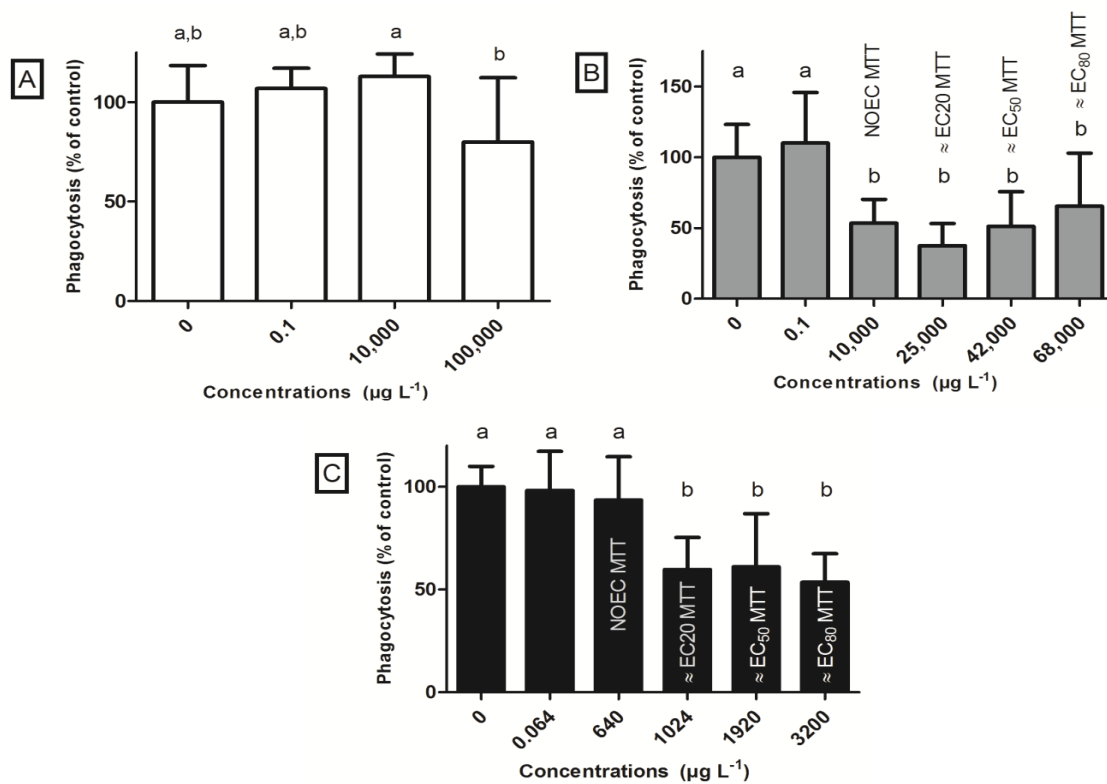 A
Phagocytosis (% of control)
a,b a,b a b
100
50
0
0 0.1 10,000 100,000
Concentrations (µg L⁻¹)
B
Phagocytosis (% of control)
150
100
50
0
a a b b b b
NOEC MTT
≈ EC20 MTT
≈ EC₅₀ MTT
≈ EC₈₀ MTT
0 0.1 10,000 25,000 42,000 68,000
Concentrations (µg L⁻¹)
C
Phagocytosis (% of control)
a a a b b b
100
50
0
NOEC MTT
≈ EC20 MTT
≈ EC₅₀ MTT
≈ EC₈₀ MTT
0 0.064 640 1024 1920 3200
Concentrations (µg L⁻¹)